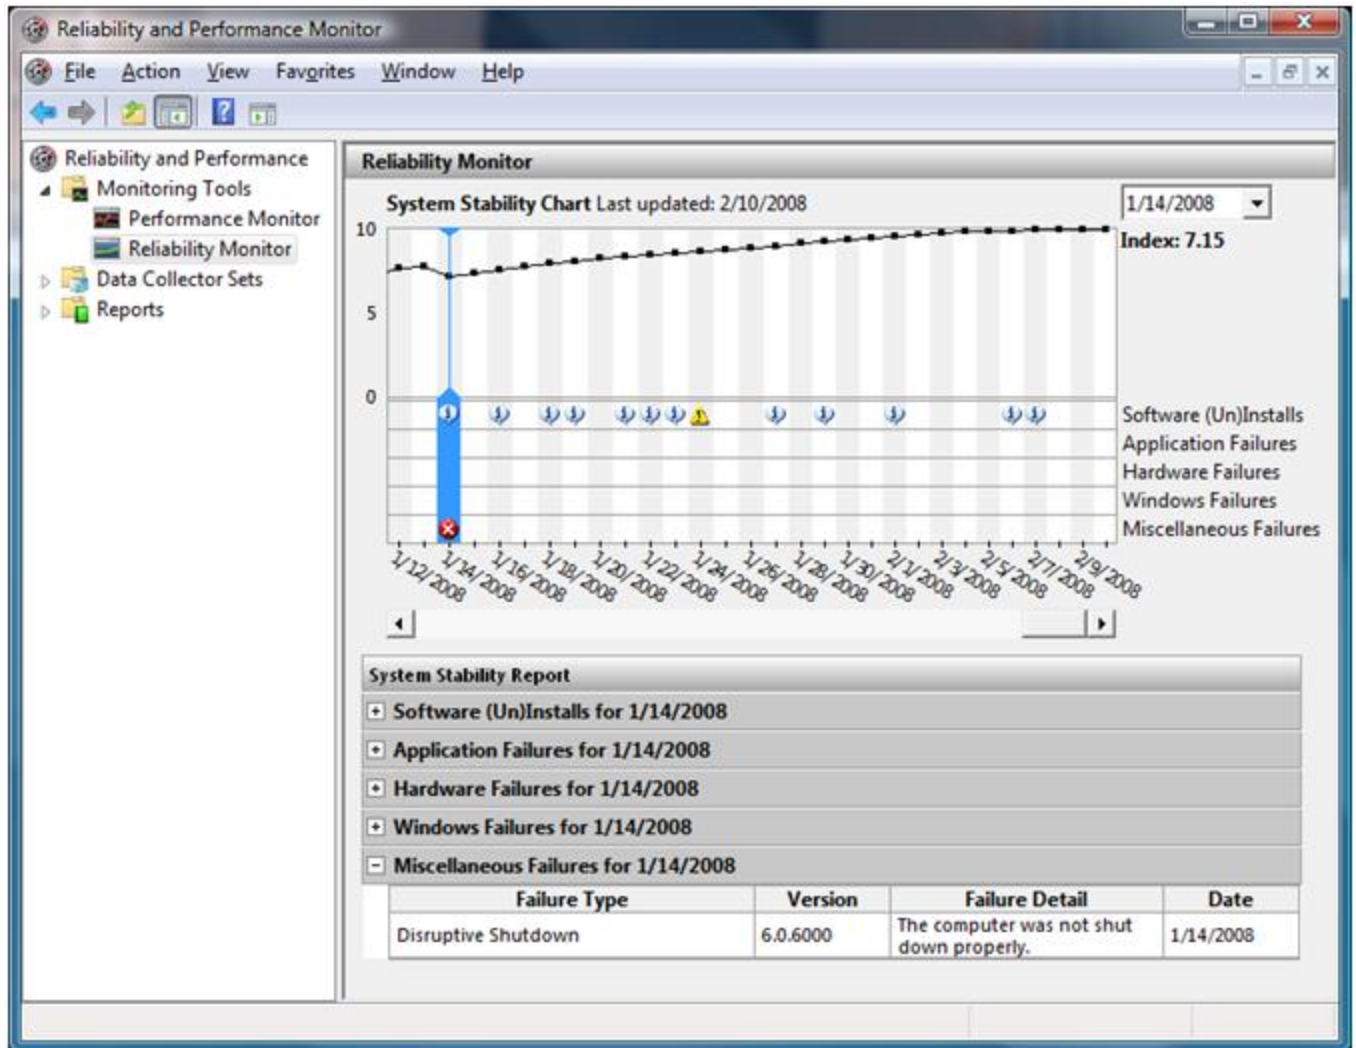 Reliability and Performance Monitor
File Action View Favorites Window Help
Reliability and Performance
Monitoring Tools
Performance Monitor
Reliability Monitor
Data Collector Sets
Reports
Reliability Monitor
System Stability Chart Last updated: 2/10/2008
1/14/2008
Index: 7.15
10
5
0
Software (Un)Installs
Application Failures
Hardware Failures
Windows Failures
Miscellaneous Failures
1/12/2008 1/14/2008 1/16/2008 1/18/2008 1/20/2008 1/22/2008 1/24/2008 1/26/2008 1/28/2008 1/30/2008 2/1/2008 2/3/2008 2/5/2008 2/7/2008 2/9/2008
System Stability Report
Software (Un)Installs for 1/14/2008
Application Failures for 1/14/2008
Hardware Failures for 1/14/2008
Windows Failures for 1/14/2008
Miscellaneous Failures for 1/14/2008
Failure Type Version Failure Detail Date
Disruptive Shutdown 6.0.6000 The computer was not shut down properly. 1/14/2008